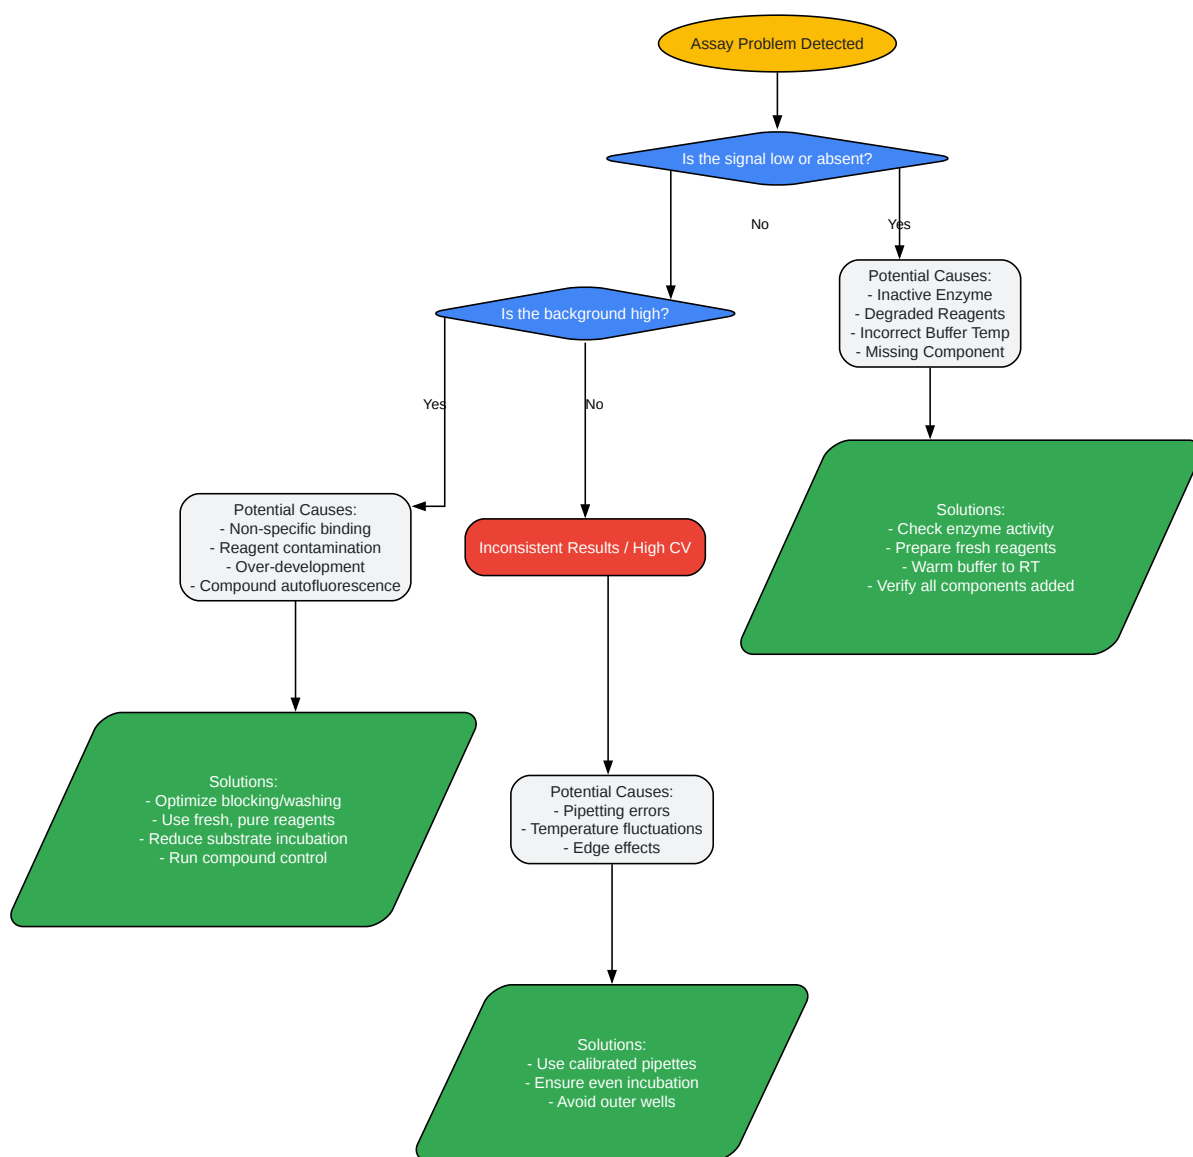 Assay Problem Detected
Is the signal low or absent?
No
Yes
Potential Causes:
- Inactive Enzyme
- Degraded Reagents
- Incorrect Buffer Temp
- Missing Component
Is the background high?
Yes
No
Solutions:
- Check enzyme activity
- Prepare fresh reagents
- Warm buffer to RT
- Verify all components added
Potential Causes:
- Non-specific binding
- Reagent contamination
- Over-development
- Compound autofluorescence
Inconsistent Results / High CV
Solutions:
- Optimize blocking/washing
- Use fresh, pure reagents
- Reduce substrate incubation
- Run compound control
Potential Causes:
- Pipetting errors
- Temperature fluctuations
- Edge effects
Solutions:
- Use calibrated pipettes
- Ensure even incubation
- Avoid outer wells